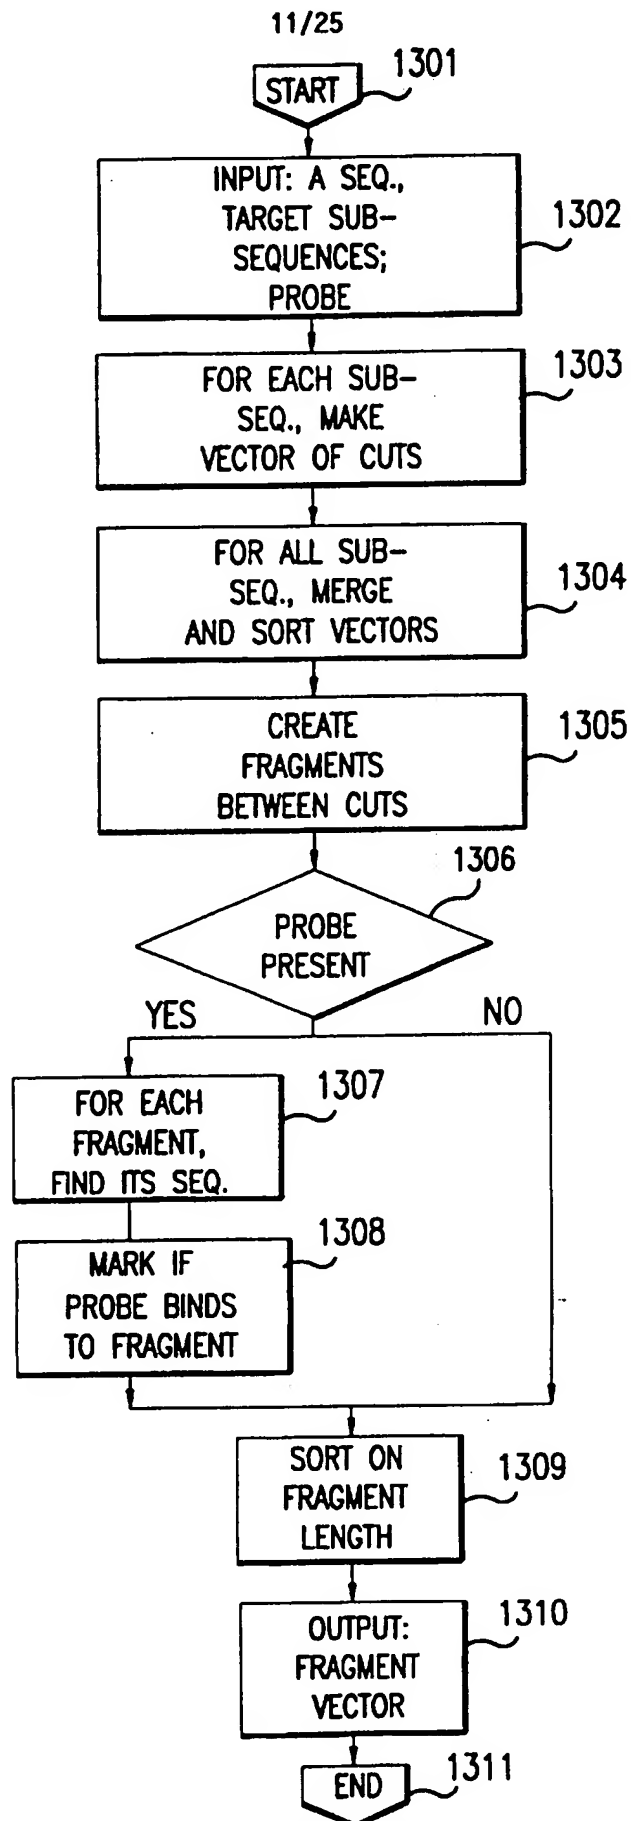 11/25
START
1301
INPUT: A SEQ.,
TARGET SUB-
SEQUENCES;
PROBE
1302
FOR EACH SUB-
SEQ., MAKE
VECTOR OF CUTS
1303
FOR ALL SUB-
SEQ., MERGE
AND SORT VECTORS
1304
CREATE
FRAGMENTS
BETWEEN CUTS
1305
PROBE
PRESENT
1306
YES
NO
FOR EACH
FRAGMENT,
FIND ITS SEQ.
1307
MARK IF
PROBE BINDS
TO FRAGMENT
1308
SORT ON
FRAGMENT
LENGTH
1309
OUTPUT:
FRAGMENT
VECTOR
1310
END
1311